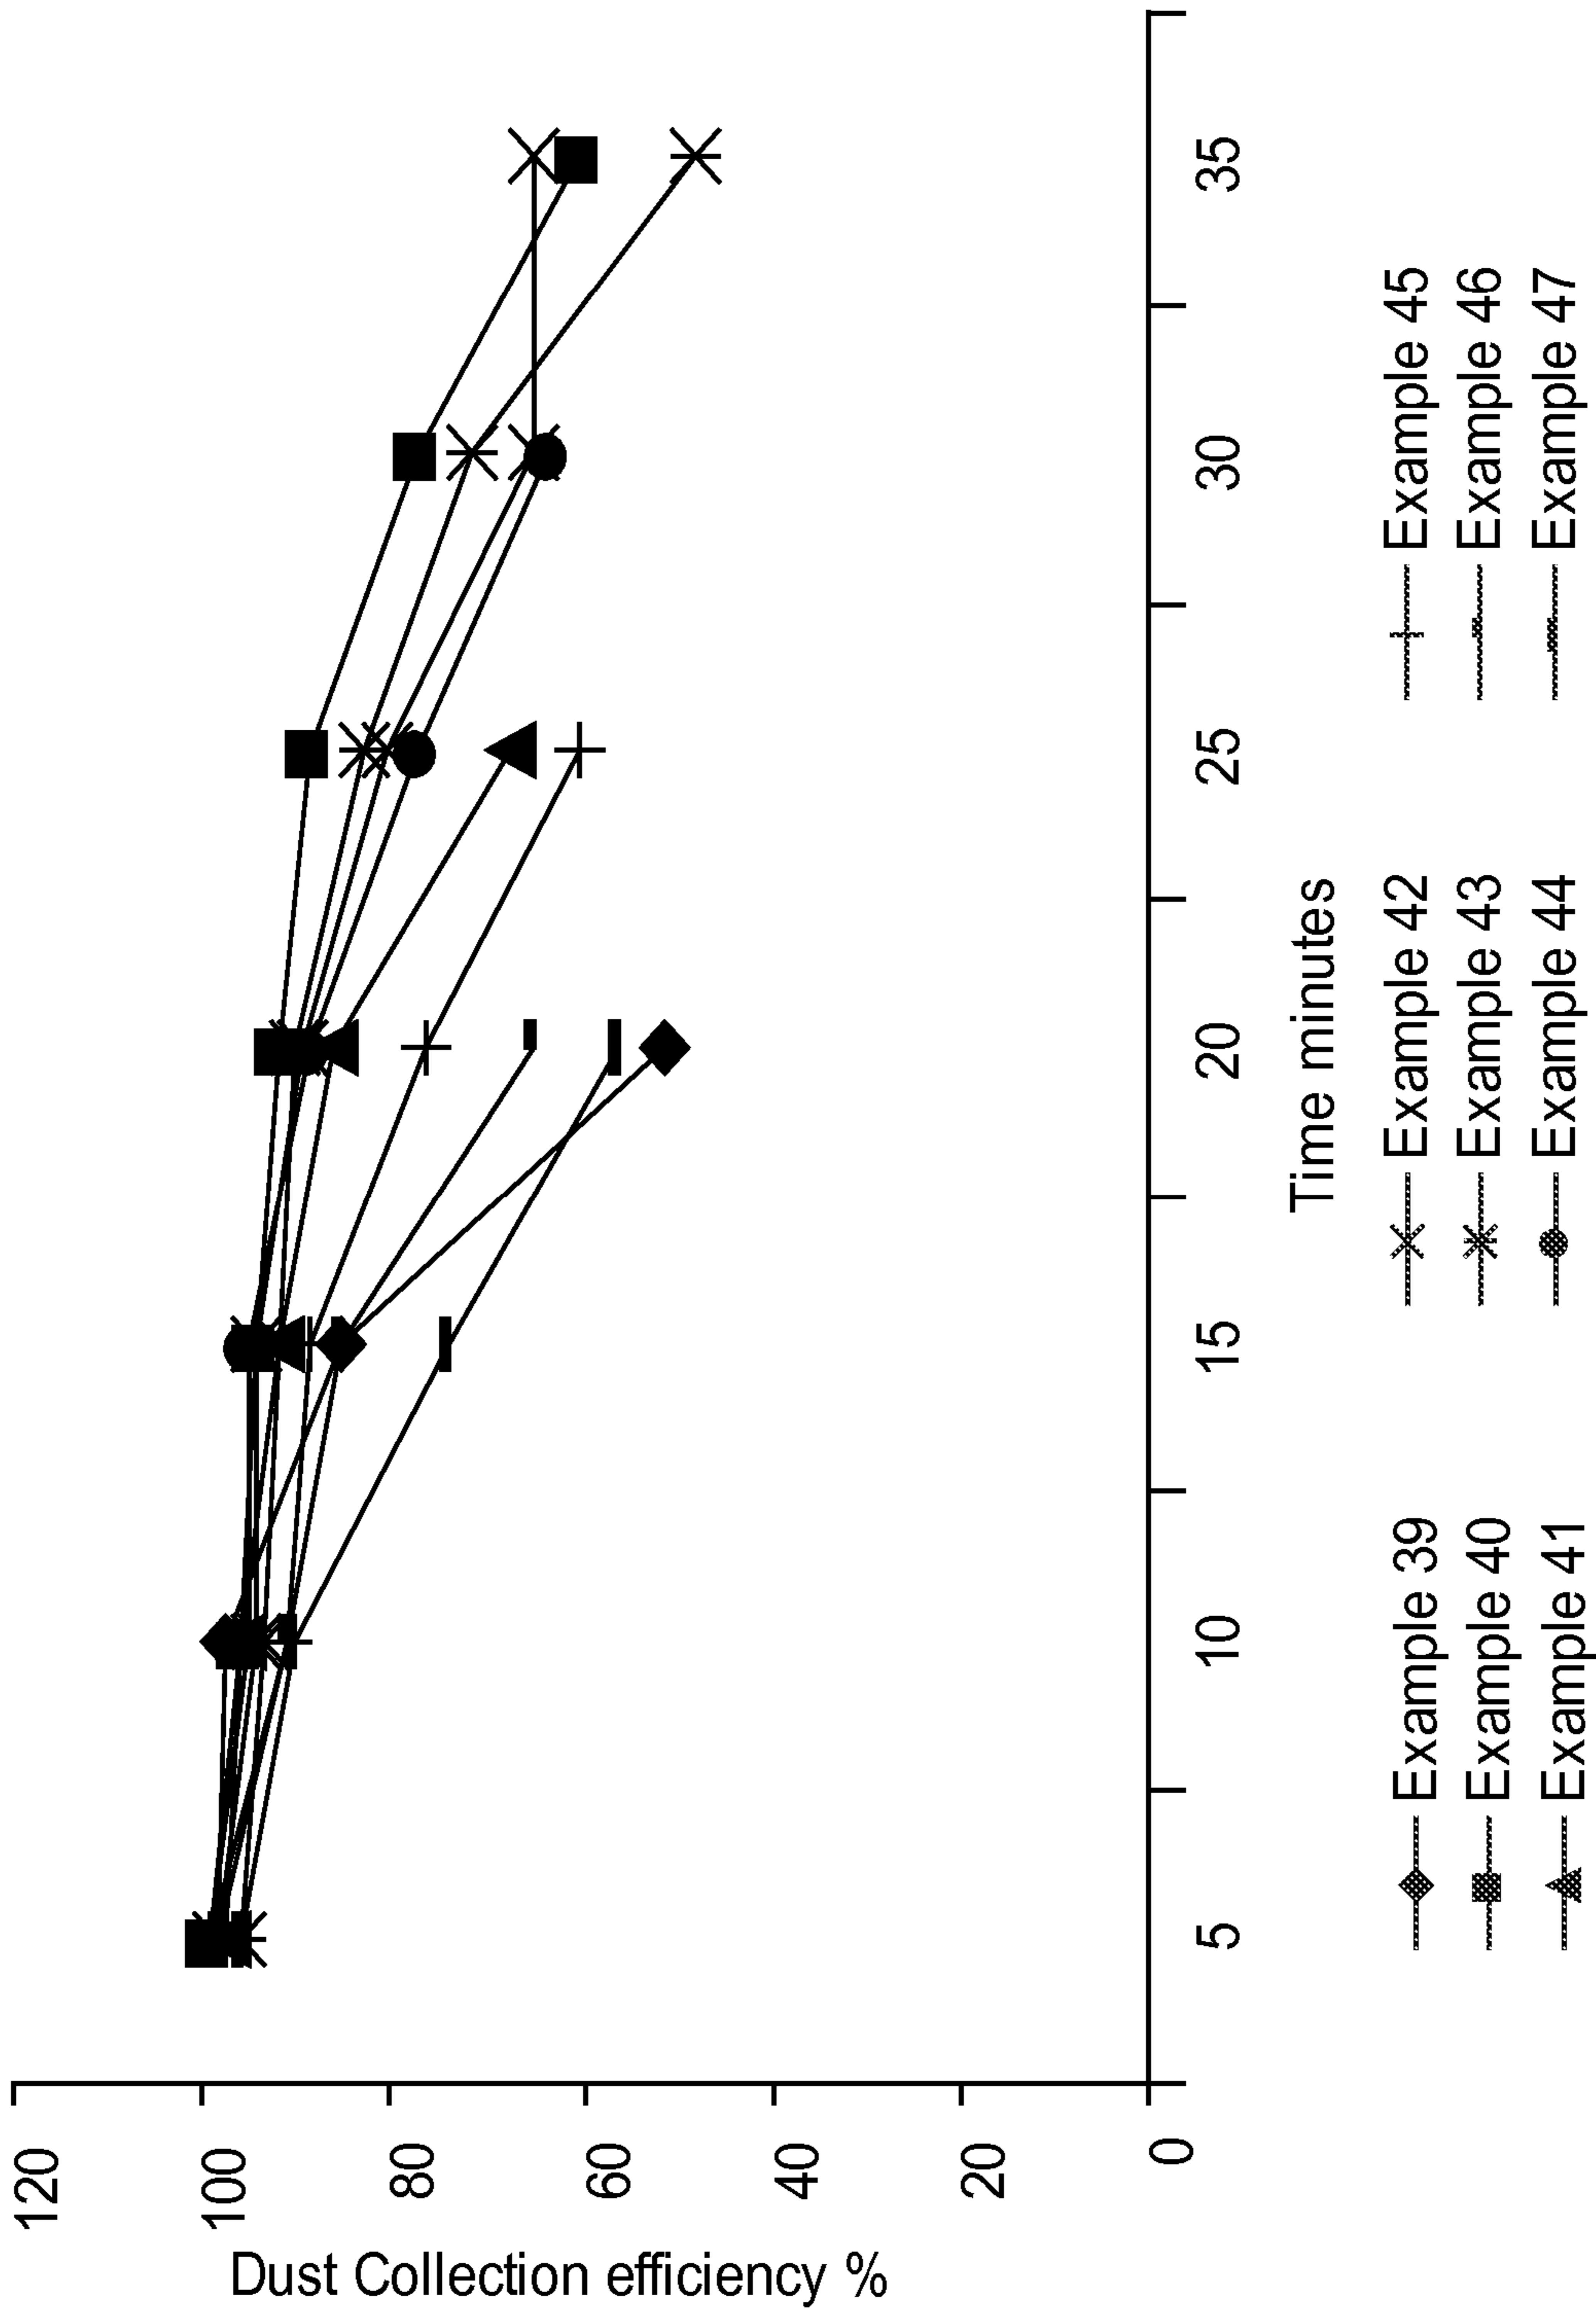 Dust Collection efficiency %
120
100
80
60
40
20
0
5
10
15
20
25
30
35
Time minutes
Example 39
Example 42
Example 45
Example 40
Example 43
Example 46
Example 41
Example 44
Example 47